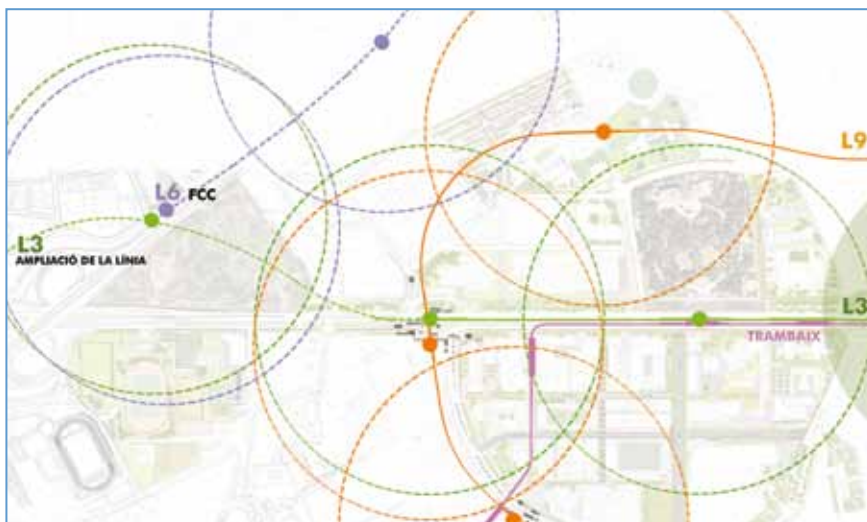 L9
L6 FCC
L3
AMPLIACIÓ DE LA LÍNIA
L3
TRAMBAIX